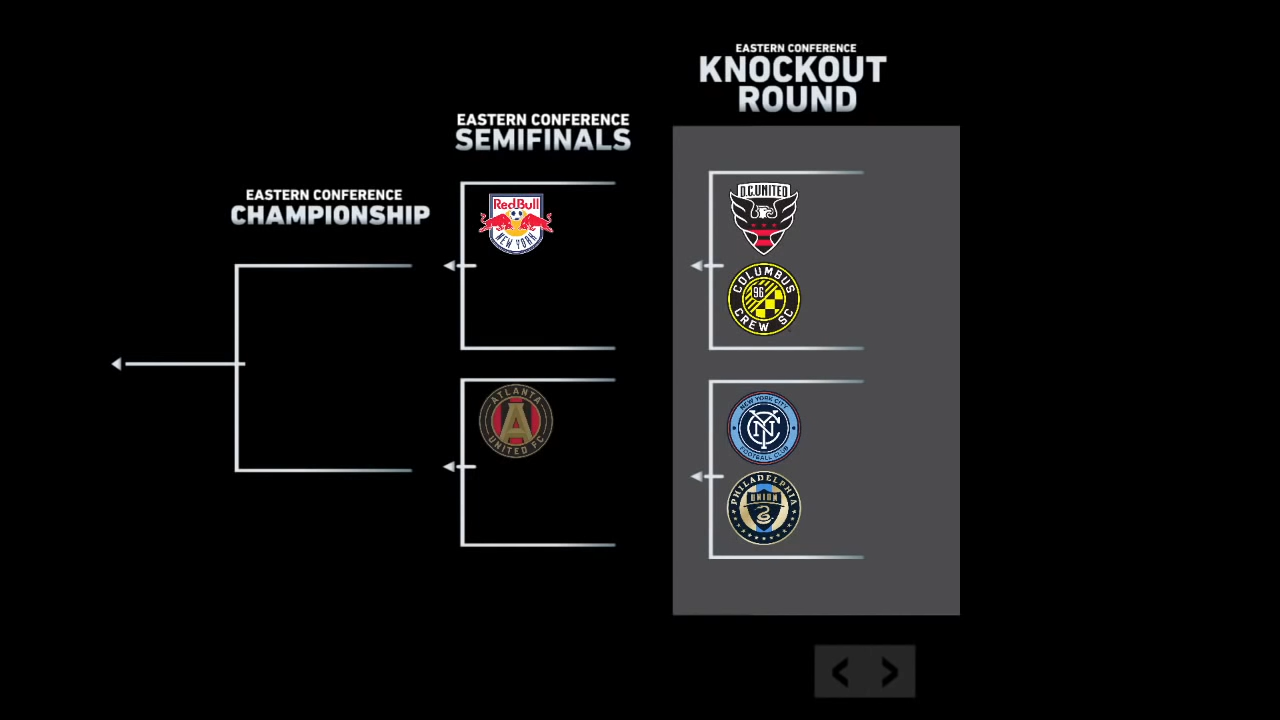 EASTERN CONFERENCE
KNOCKOUT
ROUND
EASTERN CONFERENCE
SEMIFINALS
EASTERN CONFERENCE
CHAMPIONSHIP
Red Bull
NEW YORK
D.C. UNITED
COLUMBUS
96
CREW SC
ATLANTA
A
UNITED FC
NEW YORK CITY
NYC
FOOTBALL CLUB
PHILADELPHIA
UNION